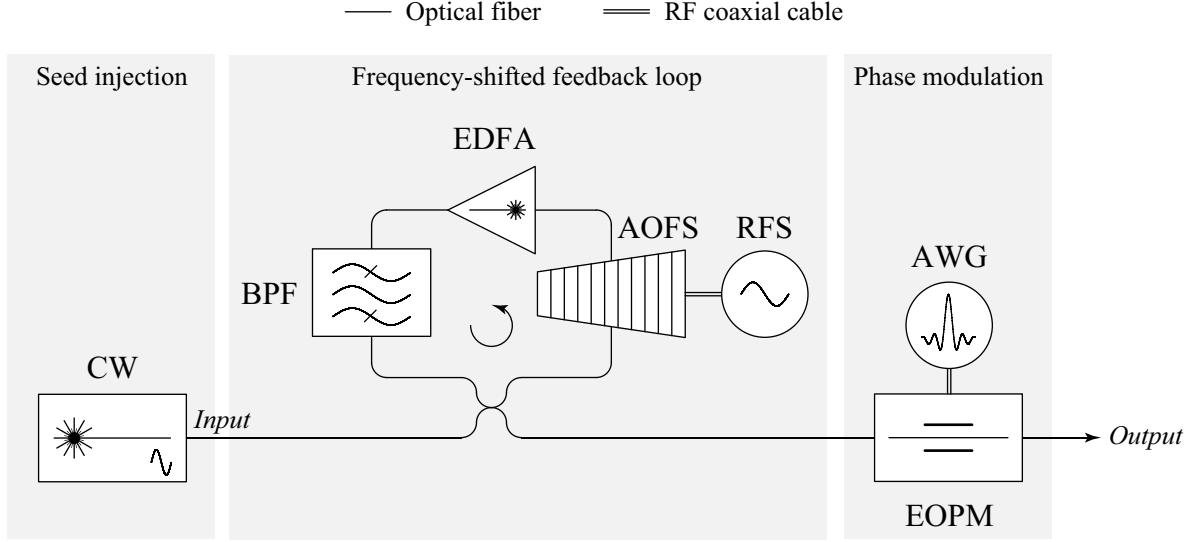 Optical fiber RF coaxial cable
Seed injection
Frequency-shifted feedback loop
Phase modulation
EDFA
AOFS
RFS
BPF
AWG
CW
Input
Output
EOPM